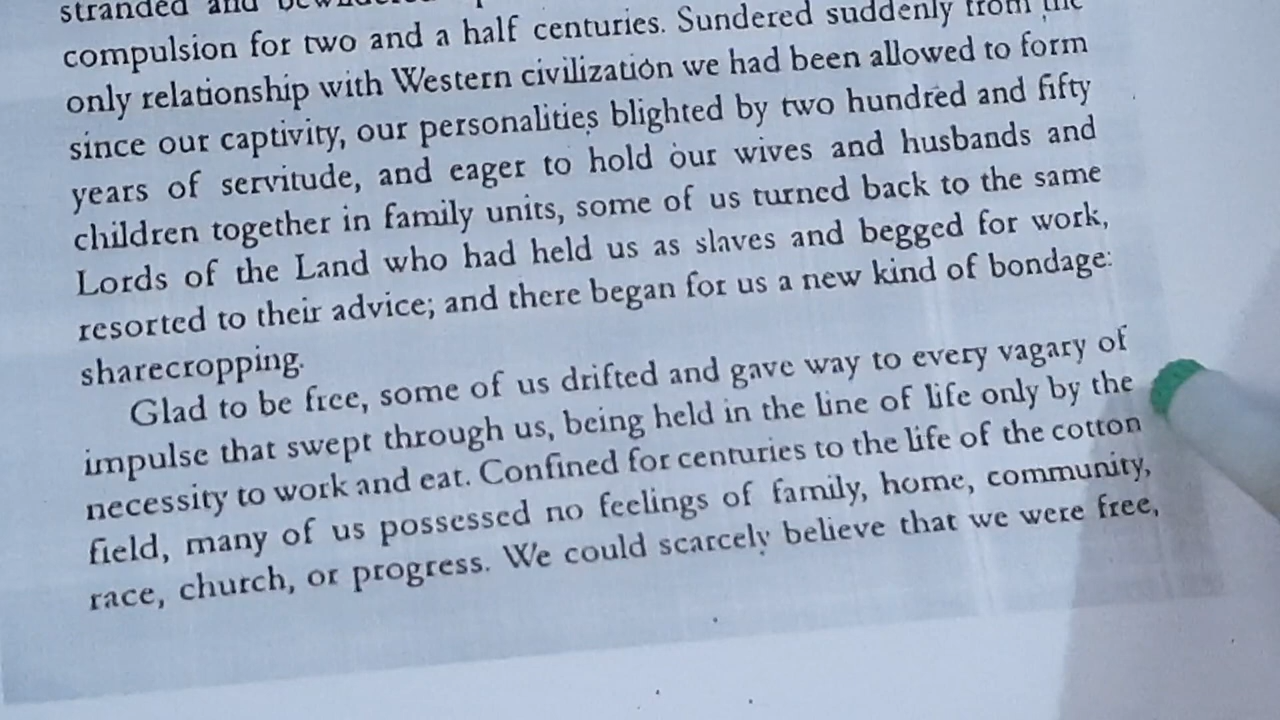 stranded and
compulsion for two and a half centuries. Sundered suddenly from the
only relationship with Western civilization we had been allowed to form
since our captivity, our personalities blighted by two hundred and fifty
years of servitude, and eager to hold our wives and husbands and
children together in family units, some of us turned back to the same
Lords of the Land who had held us as slaves and begged for work,
resorted to their advice; and there began for us a new kind of bondage:
sharecropping.
Glad to be free, some of us drifted and gave way to every vagary of
impulse that swept through us, being held in the line of life only by the
necessity to work and eat. Confined for centuries to the life of the cotton
field, many of us possessed no feelings of family, home, community,
race, church, or progress. We could scarcely believe that we were free,